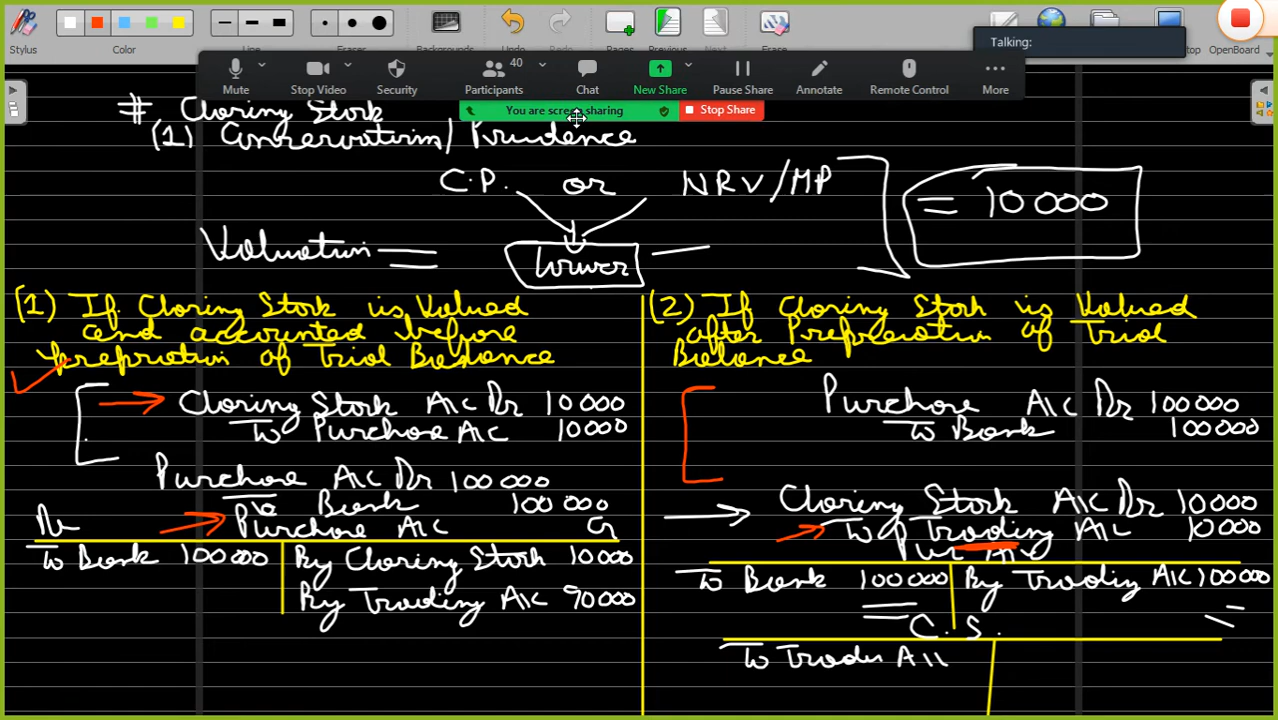 Stylus
Color
Line
Eraser
Backgrounds
Undo
Redo
Pages
Previous
Next
Erase
OpenBoard
Talking:
Mute
Stop Video
Security
Participants
40
Chat
New Share
Pause Share
Annotate
Remote Control
More
You are screen sharing
Stop Share
# Closing Stock
(1) Conservatism/ Prudence
C.P. or NRV/MP
= 10000
Valuation =
lower
(1) If Closing Stock is Valued
and accounted before
prepration of Trial Balance
Closing Stock A/c Dr 10000
To Purchase A/c 10000
Purchase A/c Dr 100000
To Bank 100000
Dr Purchase A/c Cr
To Bank 100000 By Closing Stock 10000
By Trading A/c 90000
(2) If Closing Stock is Valued
after Prepration of Trial
Balance
Purchase A/c Dr 100000
To Bank 100000
Closing Stock A/c Dr 10000
To Trading A/c 10000
Pur A/c
To Bank 100000 By Trading A/c 100000
C.S.
To Trader A/c